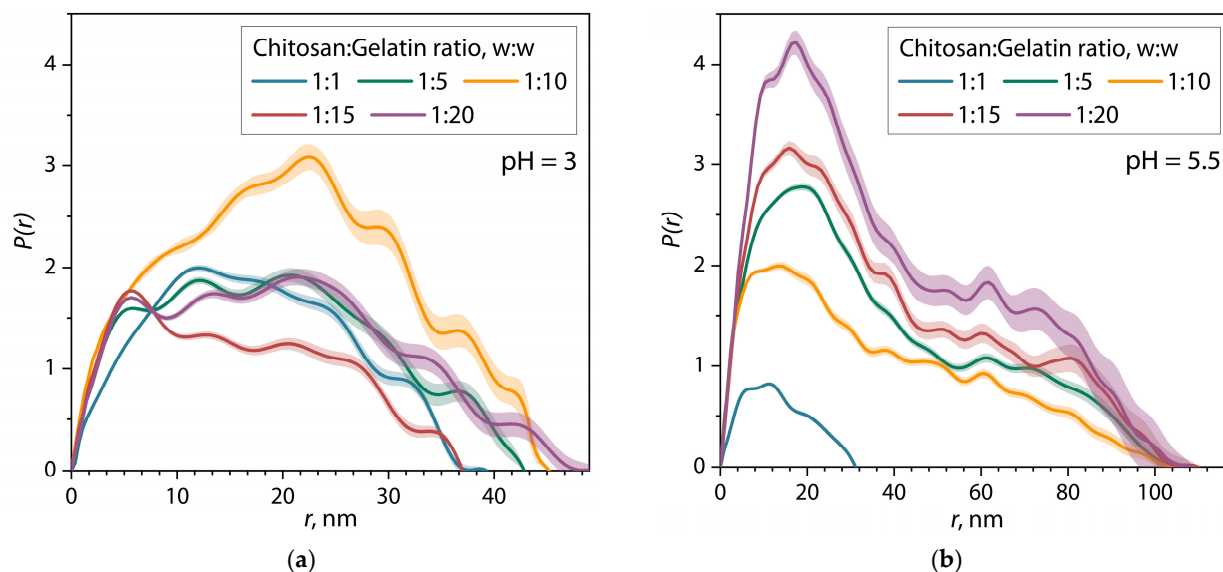 Chitosan:Gelatin ratio, w:w
1:1 1:5 1:10
1:15 1:20
pH = 3
P(r)
4
3
2
1
0
0 10 20 30 40
r, nm
(a)
Chitosan:Gelatin ratio, w:w
1:1 1:5 1:10
1:15 1:20
pH = 5.5
P(r)
4
3
2
1
0
0 20 40 60 80 100
r, nm
(b)